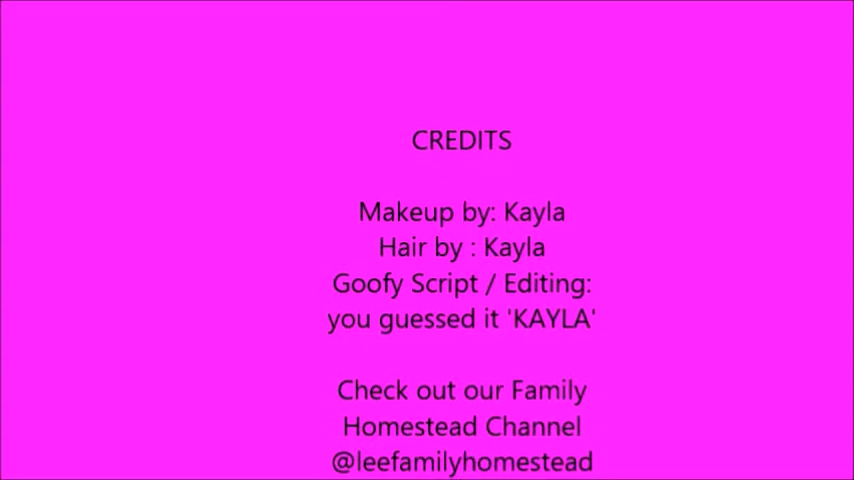 CREDITS
Makeup by: Kayla
Hair by : Kayla
Goofy Script / Editing:
you guessed it 'KAYLA'
Check out our Family
Homestead Channel
@leefamilyhomestead